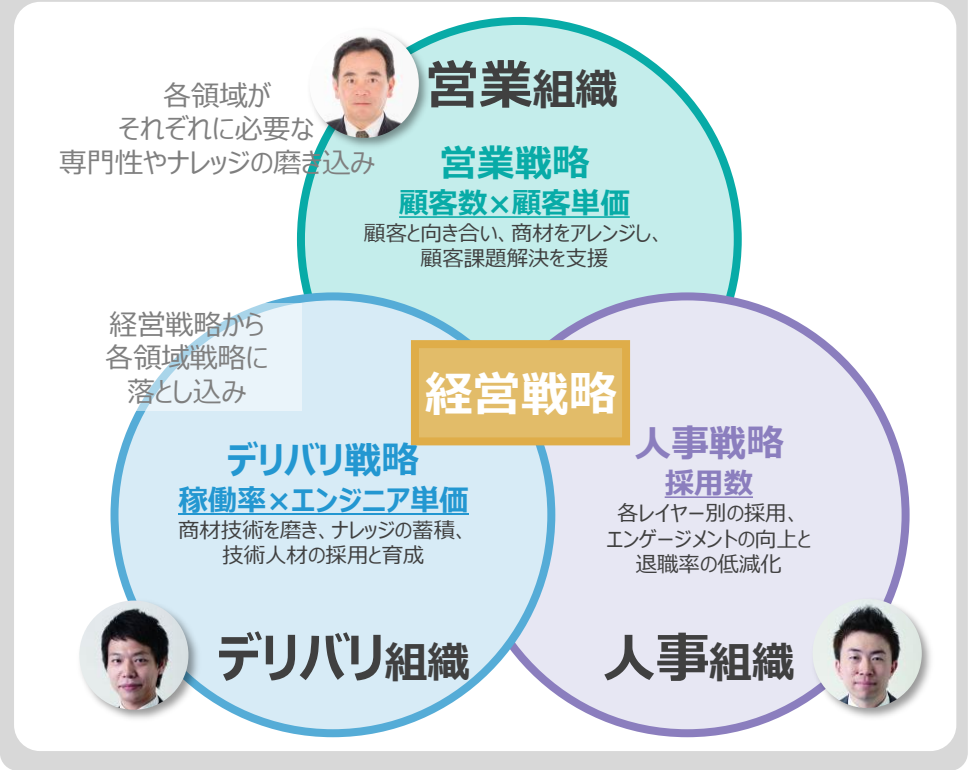 営業組織
各領域が
それぞれに必要な
専門性やナレッジの磨き込み
営業戦略
顧客数×顧客単価
顧客と向き合い、商材をアレンジし、
顧客課題解決を支援
経営戦略から
各領域戦略に
落とし込み
経営戦略
デリバリ戦略
稼働率×エンジニア単価
商材技術を磨き、ナレッジの蓄積、
技術人材の採用と育成
人事戦略
採用数
各レイヤー別の採用、
エンゲージメントの向上と
退職率の低減化
デリバリ組織
人事組織